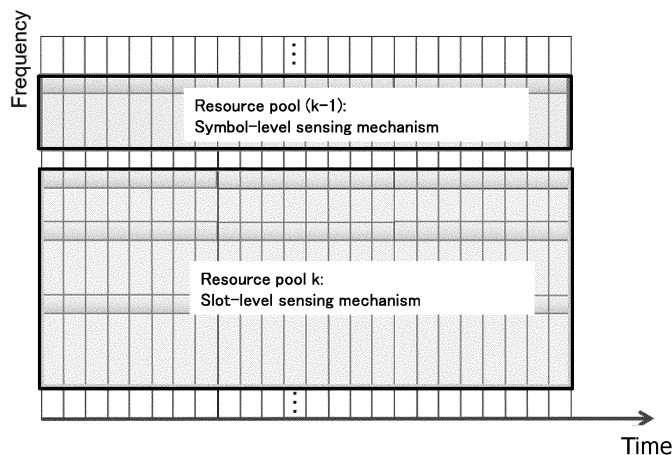 Frequency
Resource pool (k-1):
Symbol-level sensing mechanism
Resource pool k:
Slot-level sensing mechanism
Time